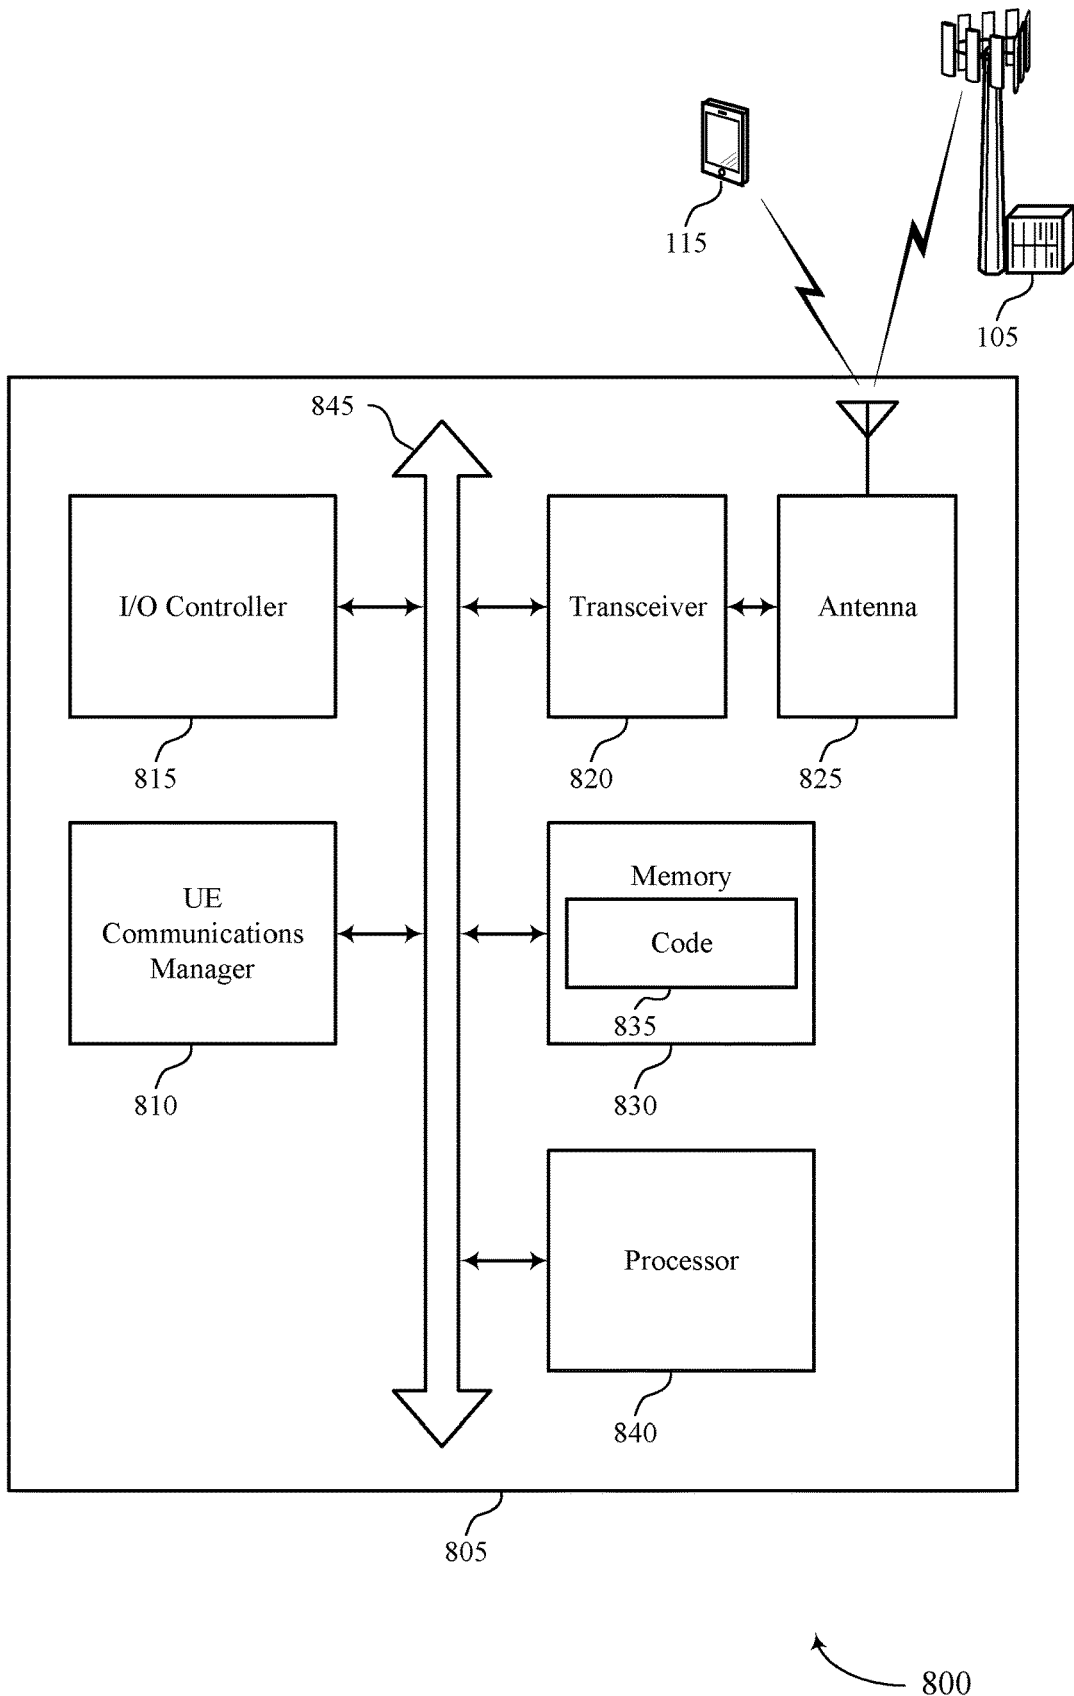 115
105
845
I/O Controller
Transceiver
Antenna
815
820
825
UE
Communications
Manager
Memory
Code
835
810
830
Processor
840
805
800